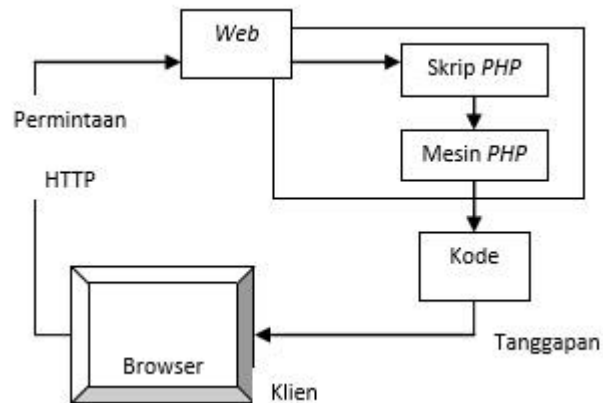 Web
Skrip PHP
Permintaan
Mesin PHP
HTTP
Kode
Tanggapan
Browser
Klien